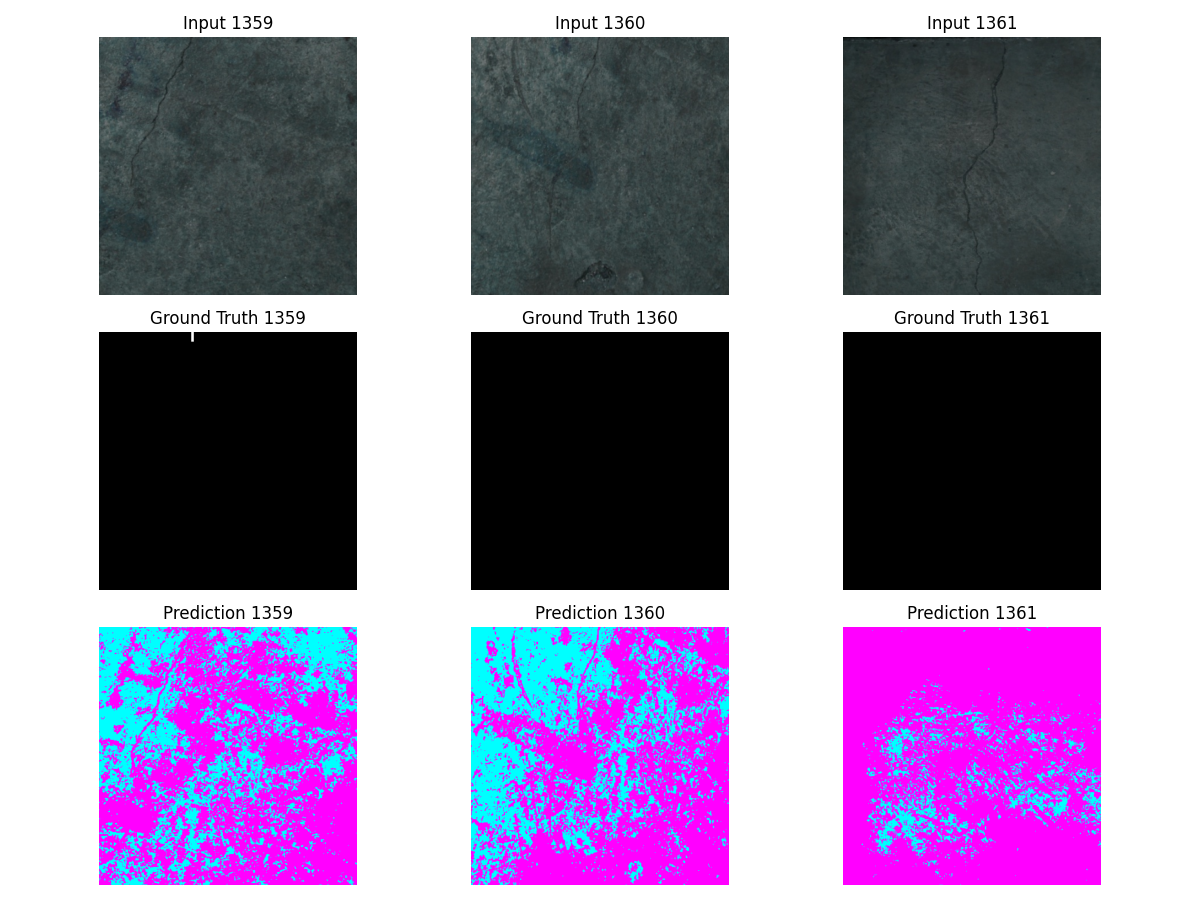 Input 1359
Input 1360
Input 1361
Ground Truth 1359
Ground Truth 1360
Ground Truth 1361
Prediction 1359
Prediction 1360
Prediction 1361